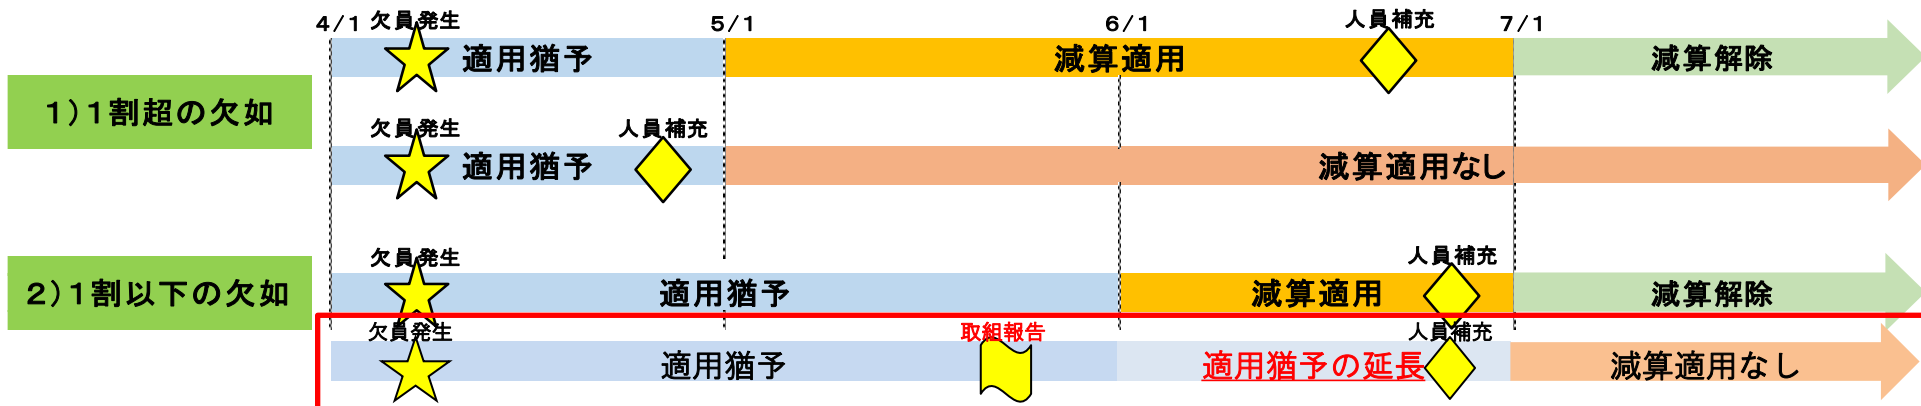 4/1 5/1 6/1 7/1
1)1割超の欠如
欠員発生 人員補充
適用猶予 減算適用 減算解除
欠員発生 人員補充
適用猶予 減算適用なし
2)1割以下の欠如
欠員発生 人員補充
適用猶予 減算適用 減算解除
欠員発生 取組報告 人員補充
適用猶予 適用猶予の延長 減算適用なし